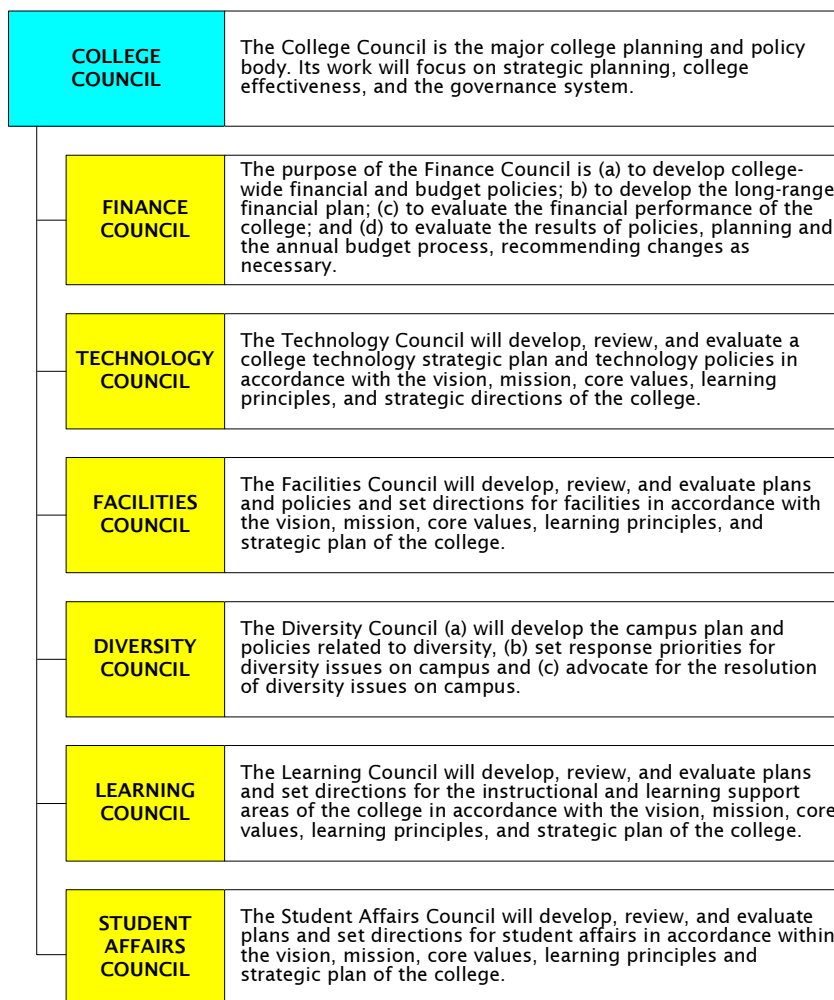 COLLEGE
COUNCIL
The College Council is the major college planning and policy
body. Its work will focus on strategic planning, college
effectiveness, and the governance system.
FINANCE
COUNCIL
The purpose of the Finance Council is (a) to develop college-
wide financial and budget policies; b) to develop the long-range
financial plan; (c) to evaluate the financial performance of the
college; and (d) to evaluate the results of policies, planning and
the annual budget process, recommending changes as
necessary.
TECHNOLOGY
COUNCIL
The Technology Council will develop, review, and evaluate a
college technology strategic plan and technology policies in
accordance with the vision, mission, core values, learning
principles, and strategic directions of the college.
FACILITIES
COUNCIL
The Facilities Council will develop, review, and evaluate plans
and policies and set directions for facilities in accordance with
the vision, mission, core values, learning principles, and
strategic plan of the college.
DIVERSITY
COUNCIL
The Diversity Council (a) will develop the campus plan and
policies related to diversity, (b) set response priorities for
diversity issues on campus and (c) advocate for the resolution
of diversity issues on campus.
LEARNING
COUNCIL
The Learning Council will develop, review, and evaluate plans
and set directions for the instructional and learning support
areas of the college in accordance with the vision, mission, core
values, learning principles, and strategic plan of the college.
STUDENT
AFFAIRS
COUNCIL
The Student Affairs Council will develop, review, and evaluate
plans and set directions for student affairs in accordance within
the vision, mission, core values, learning principles and
strategic plan of the college.